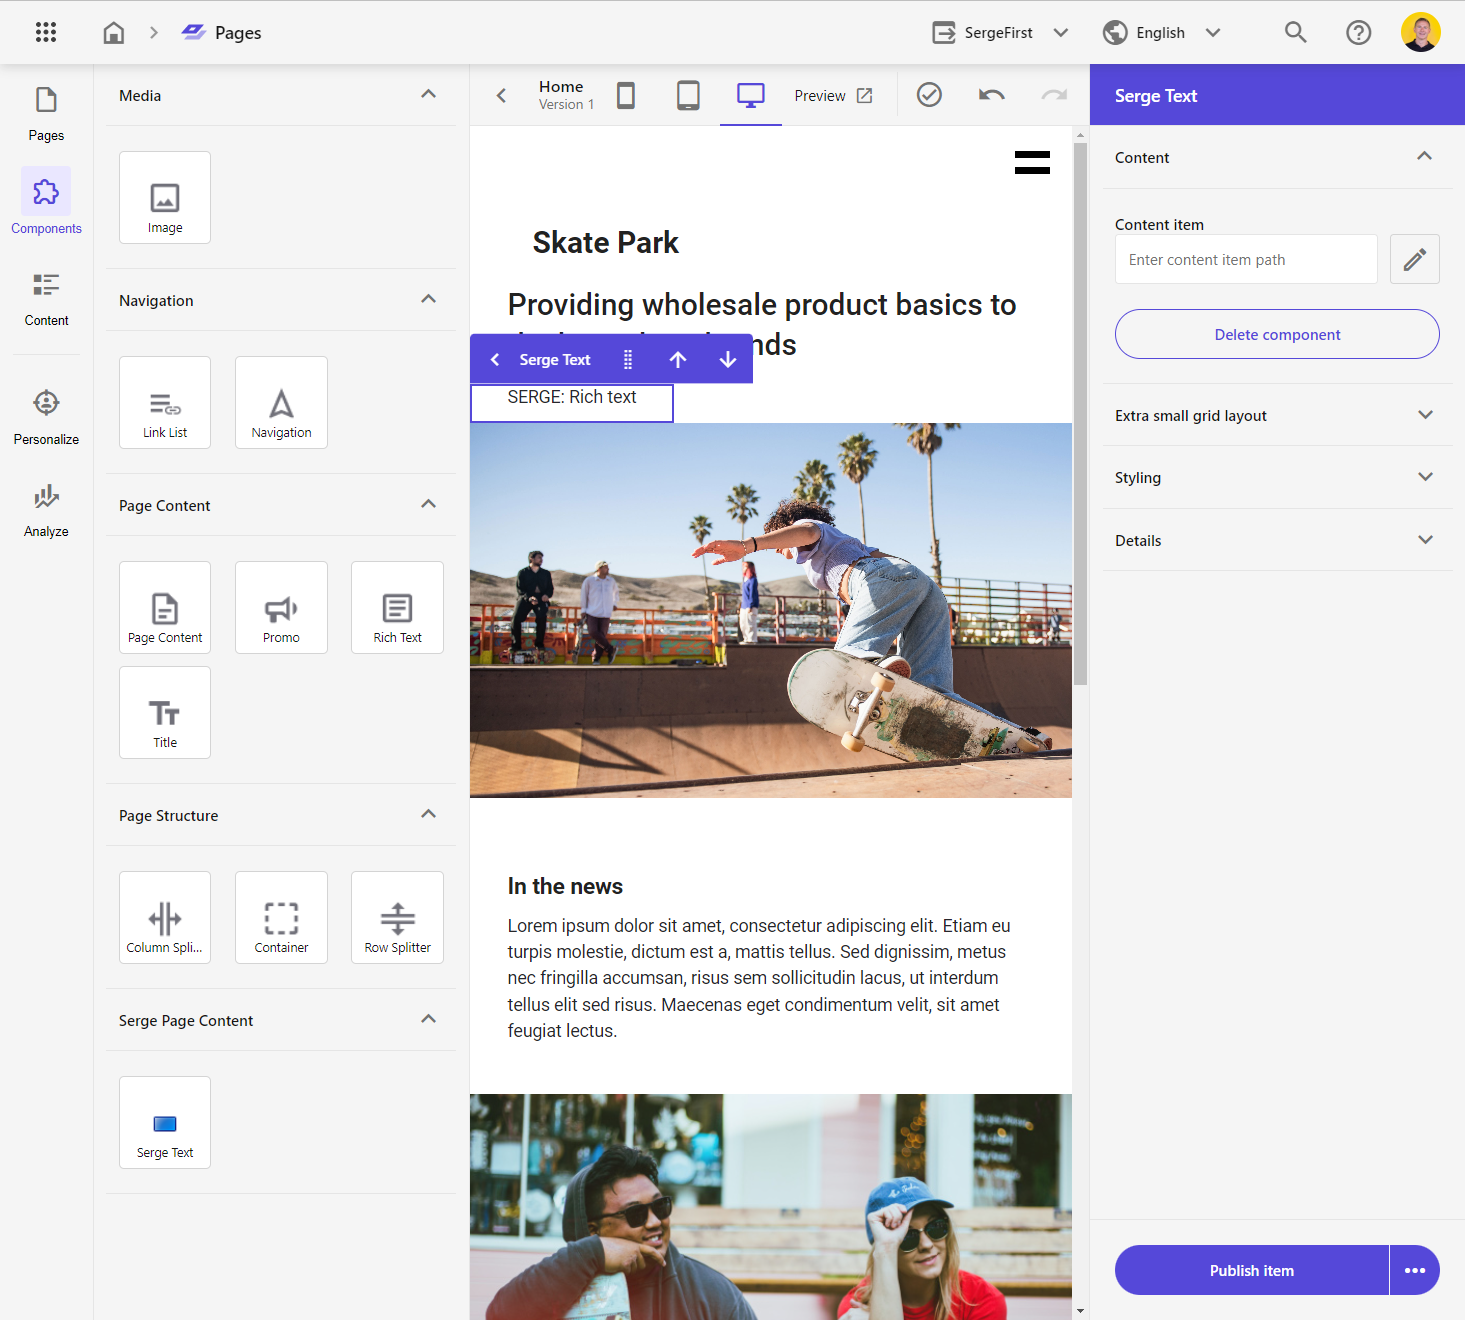 Pages
SergeFirst
English
Pages
Components
Content
Personalize
Analyze
Media
Image
Navigation
Link List
Navigation
Page Content
Page Content
Promo
Rich Text
Title
Page Structure
Column Spli...
Container
Row Splitter
Serge Page Content
Serge Text
Home
Version 1
Preview
Skate Park
Providing wholesale product basics to
nds
Serge Text
SERGE: Rich text
In the news
Lorem ipsum dolor sit amet, consectetur adipiscing elit. Etiam eu
turpis molestie, dictum est a, mattis tellus. Sed dignissim, metus
nec fringilla accumsan, risus sem sollicitudin lacus, ut interdum
tellus elit sed risus. Maecenas eget condimentum velit, sit amet
feugiat lectus.
Serge Text
Content
Content item
Enter content item path
Delete component
Extra small grid layout
Styling
Details
Publish item